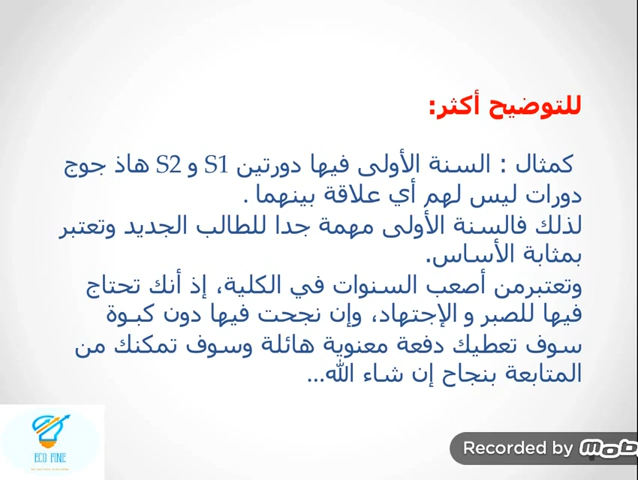 للتوضيح أكثر:
كمثال : السنة الأولى فيها دورتين S1 و S2 هاذ جوج
دورات ليس لهم أي علاقة بينهما .
لذلك فالسنة الأولى مهمة جدا للطالب الجديد وتعتبر
بمثابة الأساس.
وتعتبرمن أصعب السنوات في الكلية، إذ أنك تحتاج
فيها للصبر و الإجتهاد، وإن نجحت فيها دون كبوة
سوف تعطيك دفعة معنوية هائلة وسوف تمكنك من
المتابعة بنجاح إن شاء الله...
ECO FINE
Recorded by Mob